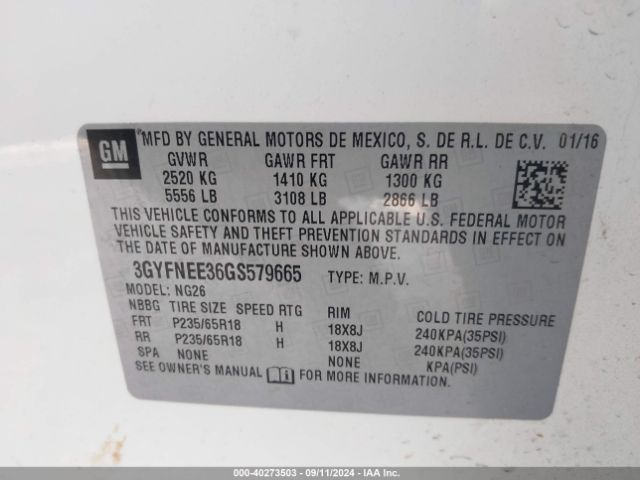 GM
MFD BY GENERAL MOTORS DE MEXICO, S. DE R.L. DE C.V. 01/16
GVWR GAWR FRT GAWR RR
2520 KG 1410 KG 1300 KG
5556 LB 3108 LB 2866 LB
THIS VEHICLE CONFORMS TO ALL APPLICABLE U.S. FEDERAL MOTOR
VEHICLE SAFETY AND THEFT PREVENTION STANDARDS IN EFFECT ON
THE DATE OF MANUFACTURE SHOWN ABOVE.
3GYFNEE36GS579665 TYPE: M.P.V.
MODEL: NG26
NBBG TIRE SIZE SPEED RTG RIM COLD TIRE PRESSURE
FRT P235/65R18 H 18X8J 240KPA(35PSI)
RR P235/65R18 H 18X8J 240KPA(35PSI)
SPA NONE NONE KPA(PSI)
SEE OWNER'S MANUAL FOR MORE INFORMATION.
000-40273503 - 09/11/2024 - IAA Inc.